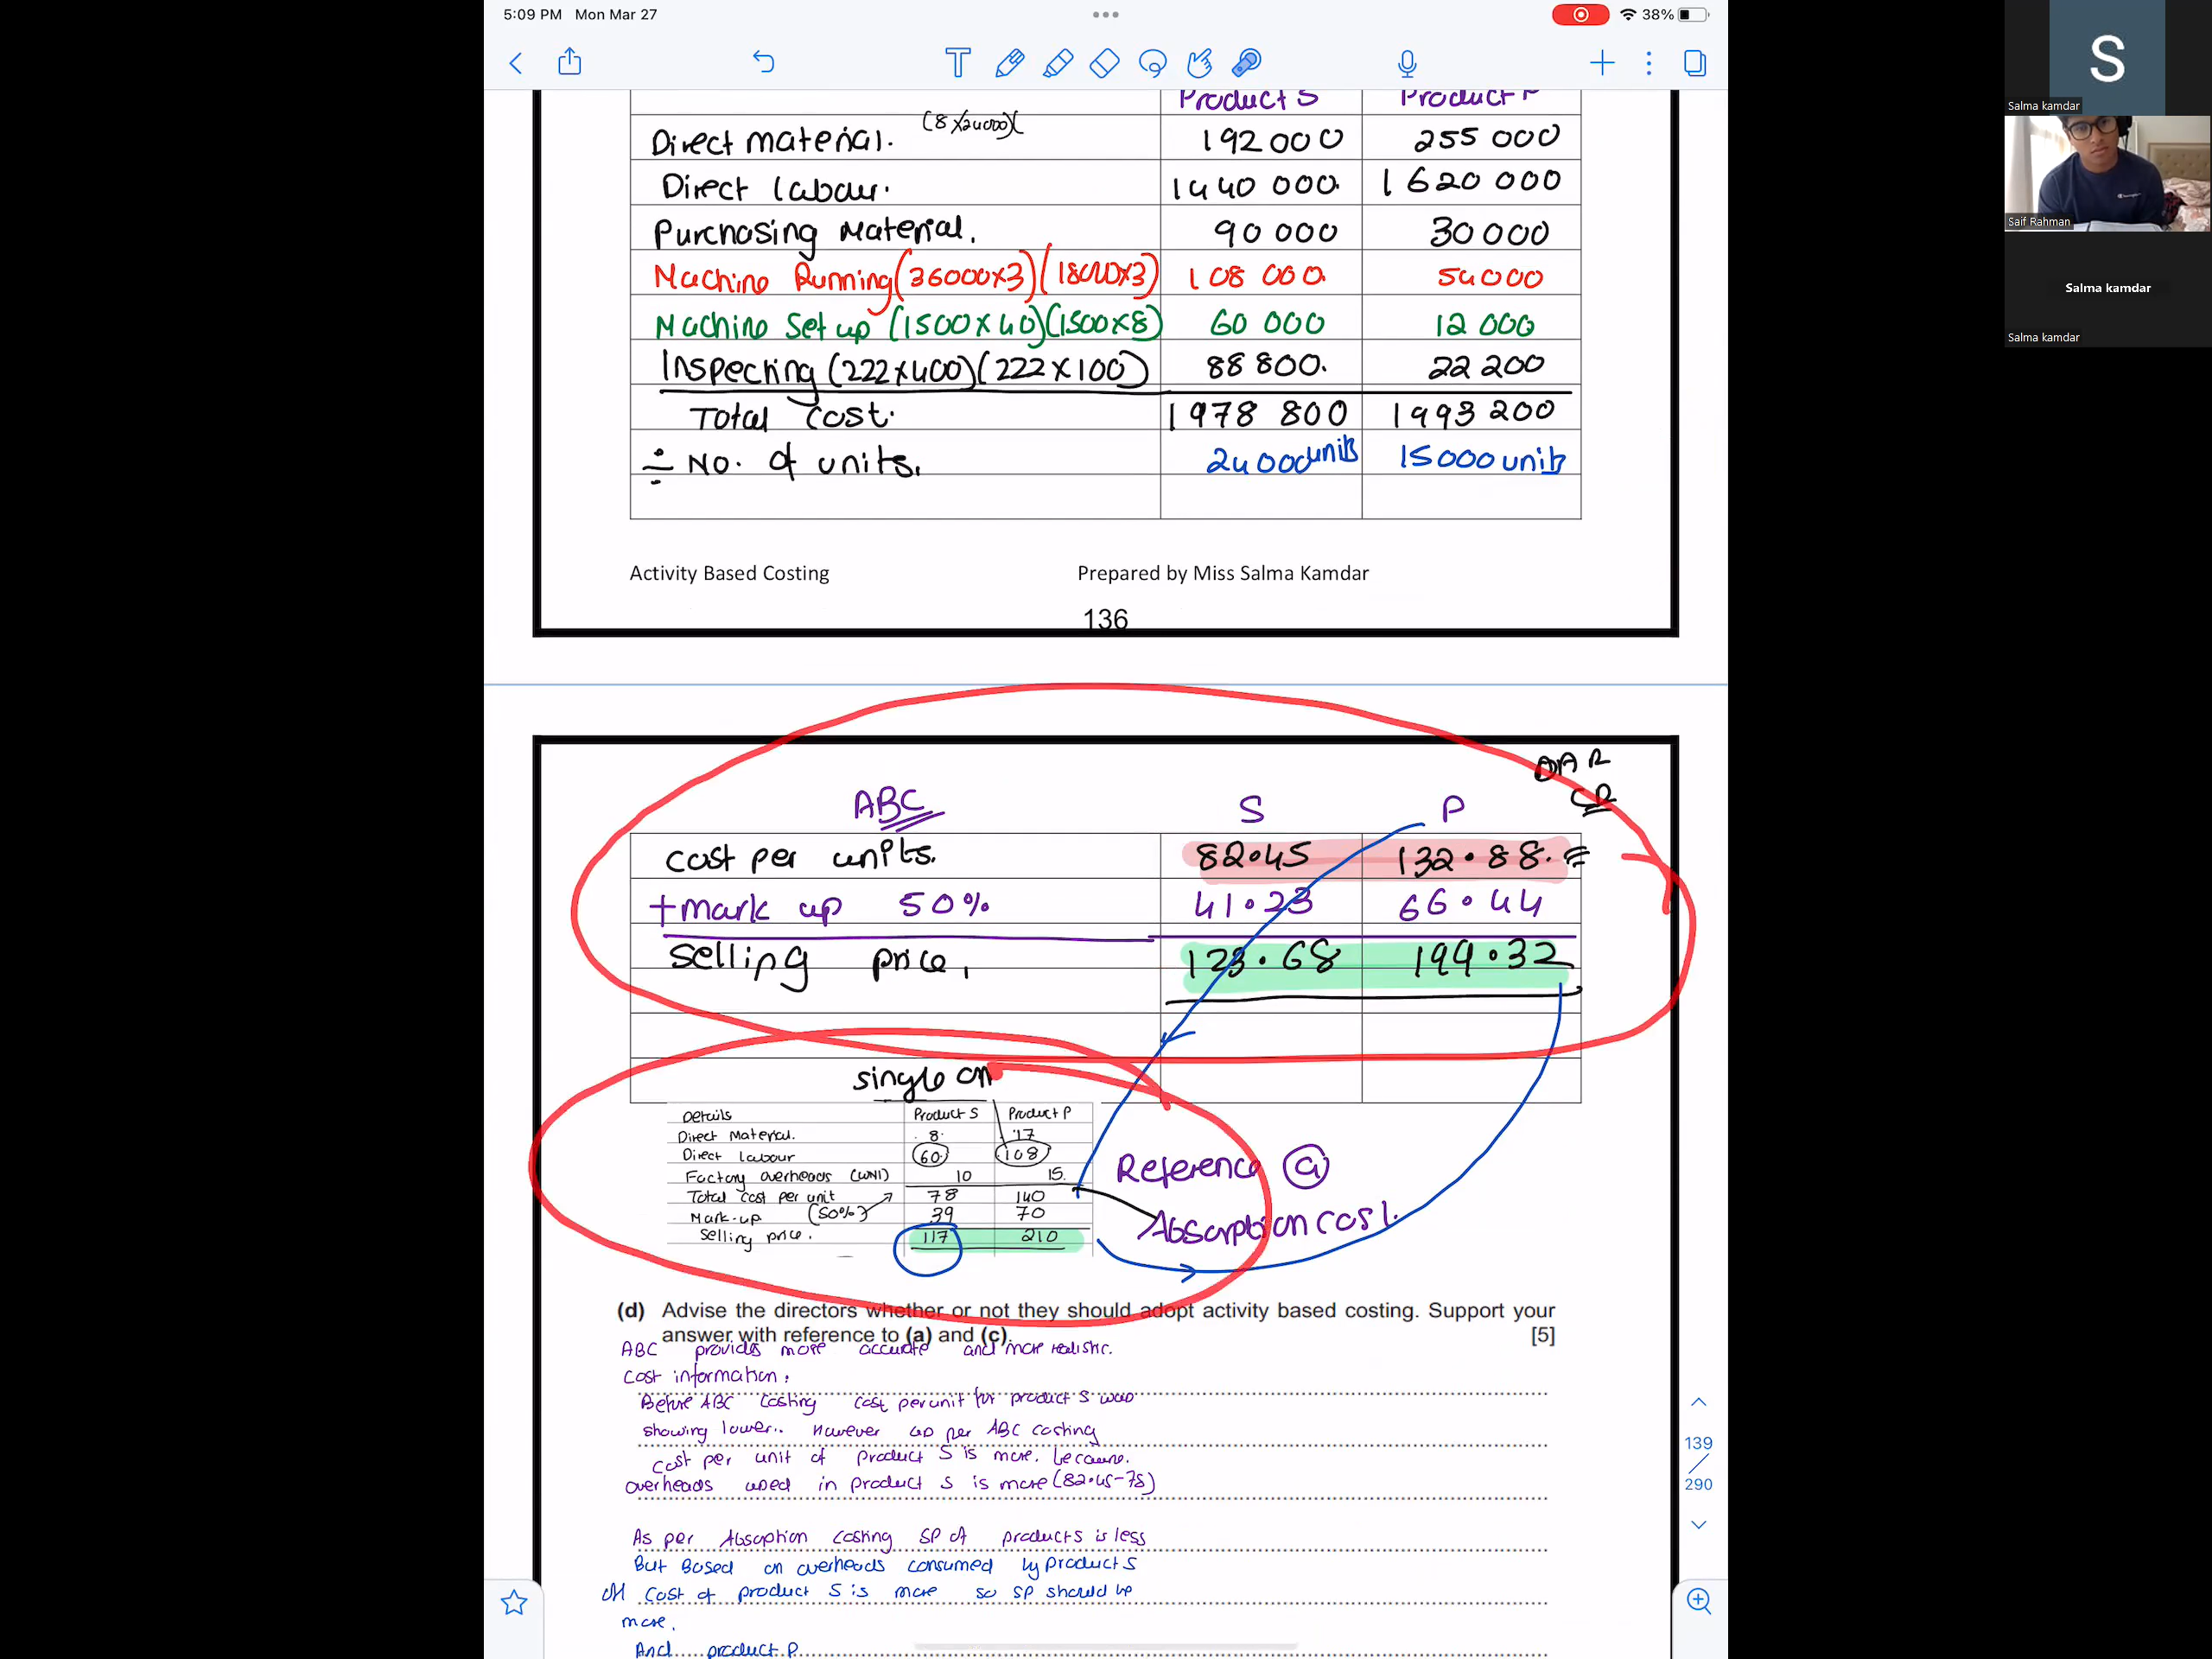 5:09 PM Mon Mar 27
38%
S
Salma kamdar
Saif Rahman
Salma kamdar
Salma kamdar
Product S Product P
Direct material. (8x24000)( 192 000 255 000
Direct labour. 1440 000. 1620 000
Purchasing Material. 90 000 30 000
Machine Running (36000x3)(18000x3) 108 000. 54000
Machine Set up (1500x40)(1500x8) 60 000 12 000
Inspecting (222x400)(222x100) 88 800. 22 200
Total cost. 1978 800 1993 200
÷ No. of units. 24000units 15000units
Activity Based Costing Prepared by Miss Salma Kamdar
136
OAR
ABC S P
Cost per units. 82.45 132.88.
+mark up 50% 41.23 66.44
Selling price, 123.68 199.32
single
Details Product S Product P
Direct Material. 8. 17
Direct Labour 60. 108
Factory overheads (WN1) 10 15.
Total cost per unit 78 140
Mark-up (50%) 39 70
Selling price. 117 210
Reference a
Absorption cost.
(d) Advise the directors whether or not they should adopt activity based costing. Support your
answer with reference to (a) and (c). [5]
ABC provides more accurate and more realistic.
Cost information.
Before ABC Costing cost per unit for product S was
showing lower.. However as per ABC costing
cost per unit of product S is more. because.
overheads used in product S is more (82.45-78)
As per Absoption Costing SP of product S is less
But Based on overheads consumed by product S
OH Cost of product S is more so SP should be
more.
And product P
139
/
290